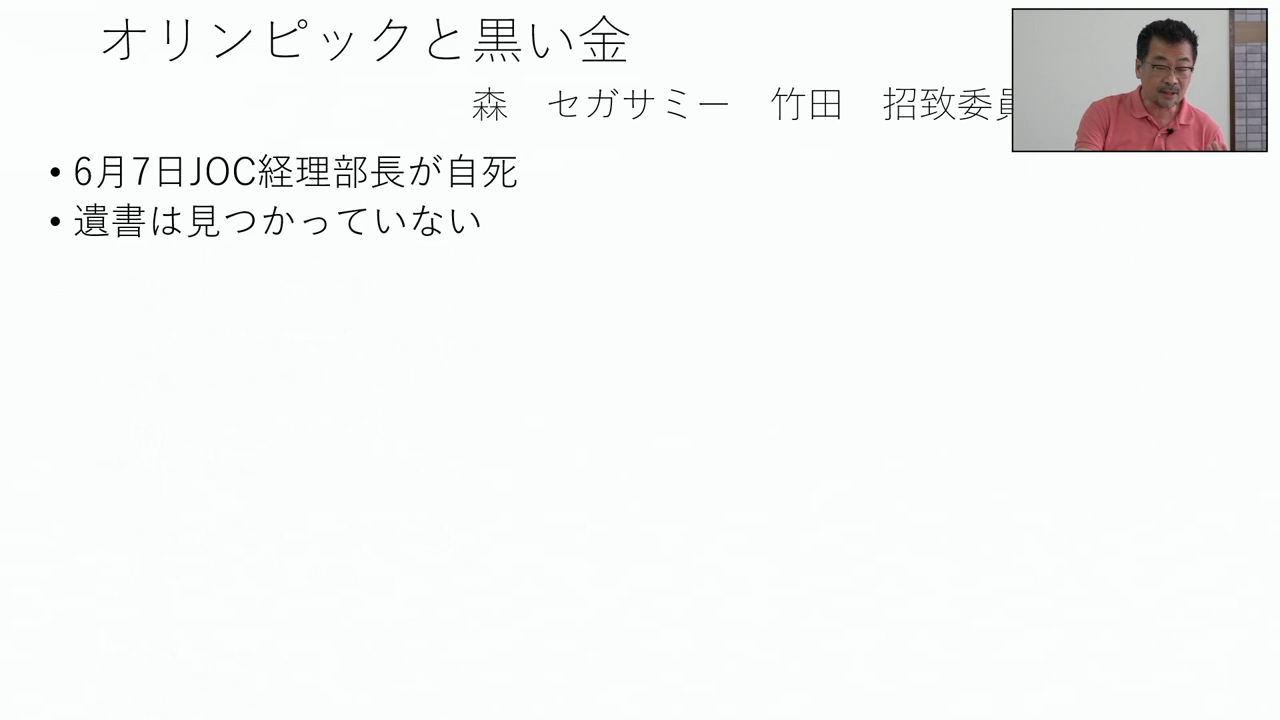 オリンピックと黒い金
森　セガサミー　竹田　招致委員
• 6月7日JOC経理部長が自死
• 遺書は見つかっていない